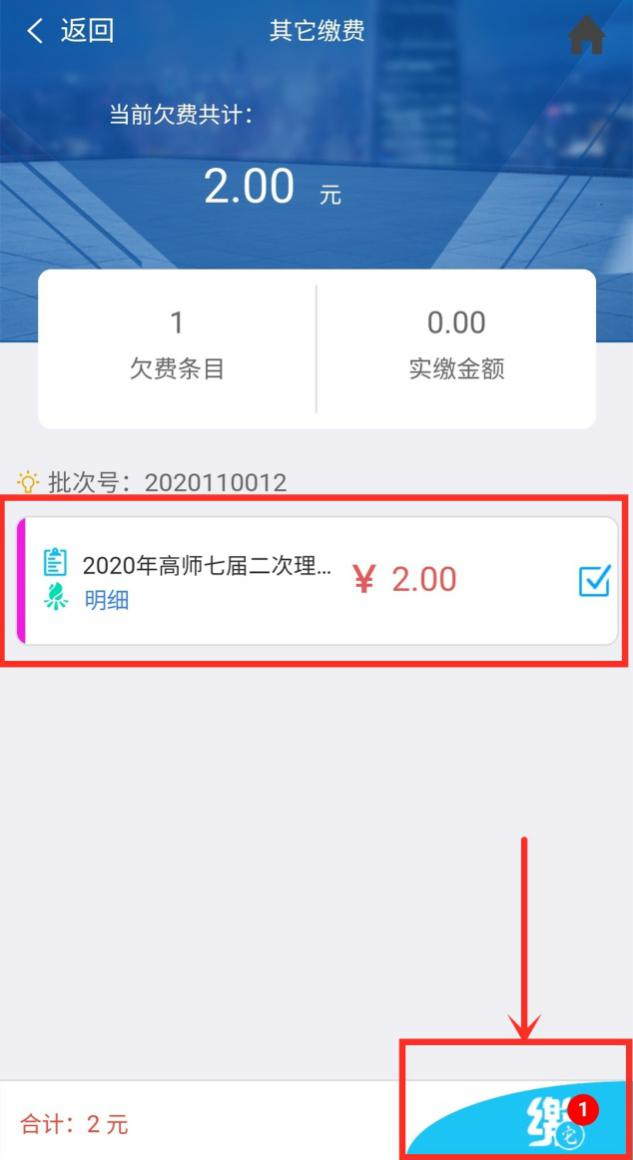 返回
其它缴费
当前欠费共计：
2.00 元
1
0.00
欠费条目
实缴金额
批次号：2020110012
2020年高师七届二次理...
¥ 2.00
明细
合计：2 元
缴
1
它